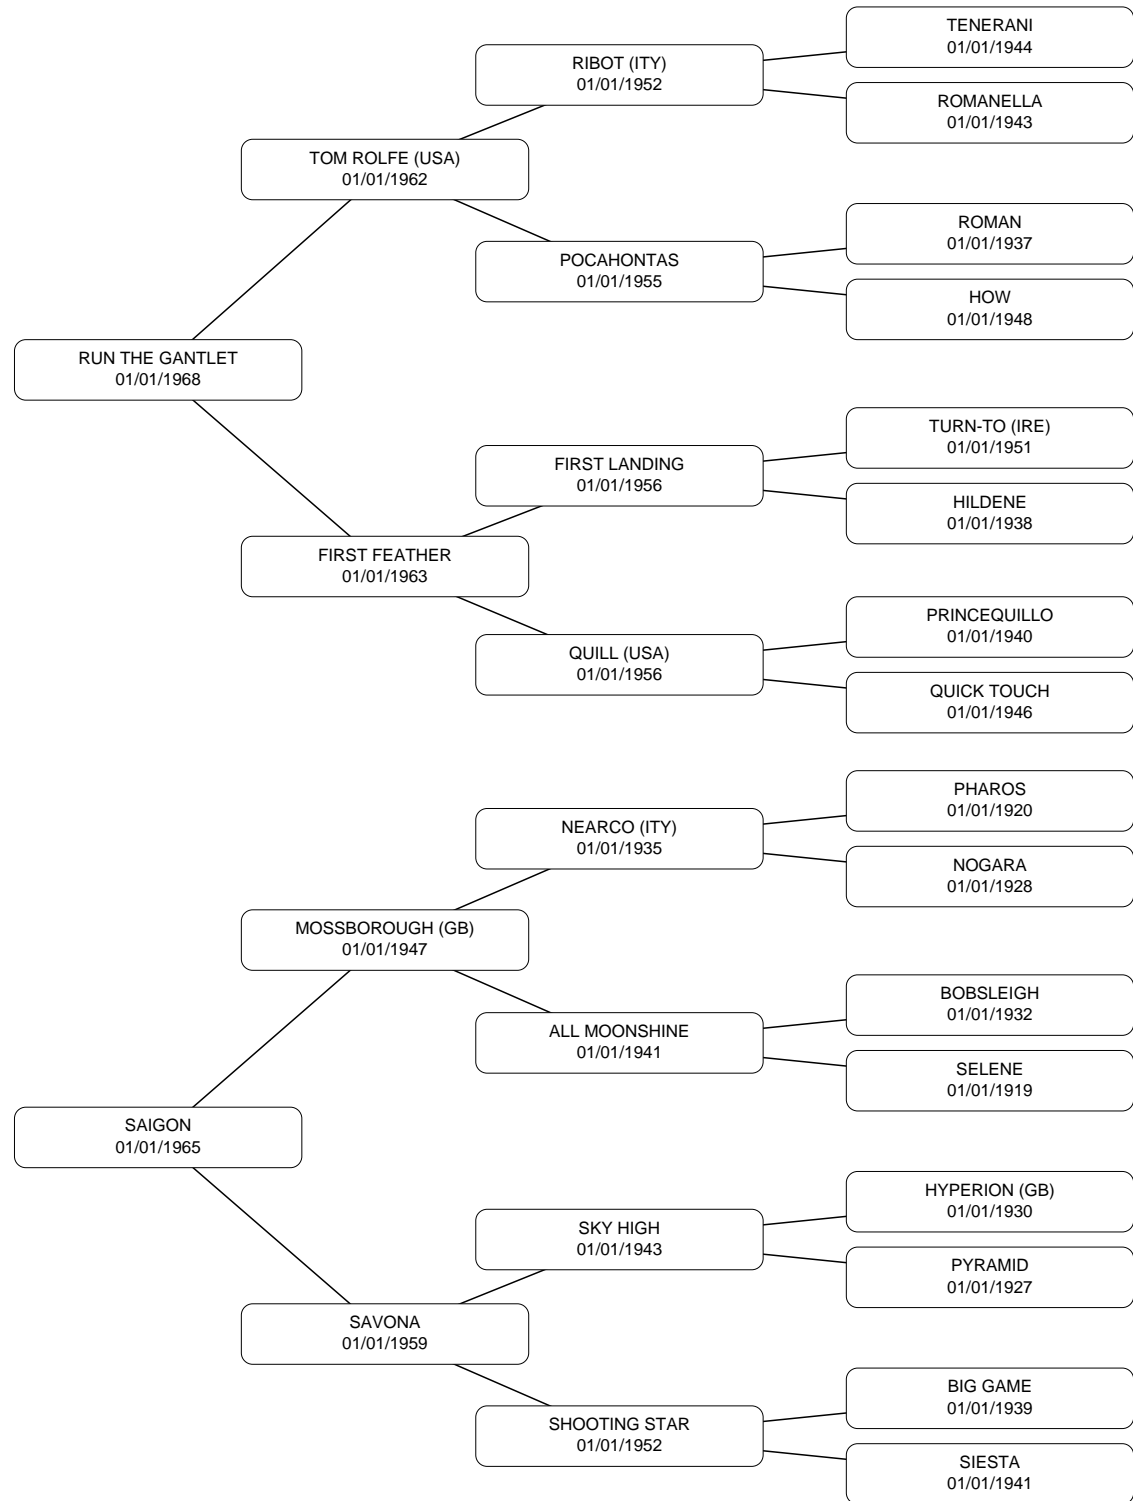 TENERANI
01/01/1944
RIBOT (ITY)
01/01/1952
ROMANELLA
01/01/1943
TOM ROLFE (USA)
01/01/1962
ROMAN
01/01/1937
POCAHONTAS
01/01/1955
HOW
01/01/1948
RUN THE GANTLET
01/01/1968
TURN-TO (IRE)
01/01/1951
FIRST LANDING
01/01/1956
HILDENE
01/01/1938
FIRST FEATHER
01/01/1963
PRINCEQUILLO
01/01/1940
QUILL (USA)
01/01/1956
QUICK TOUCH
01/01/1946
PHAROS
01/01/1920
NEARCO (ITY)
01/01/1935
NOGARA
01/01/1928
MOSSBOROUGH (GB)
01/01/1947
BOBSLEIGH
01/01/1932
ALL MOONSHINE
01/01/1941
SELENE
01/01/1919
SAIGON
01/01/1965
HYPERION (GB)
01/01/1930
SKY HIGH
01/01/1943
PYRAMID
01/01/1927
SAVONA
01/01/1959
BIG GAME
01/01/1939
SHOOTING STAR
01/01/1952
SIESTA
01/01/1941